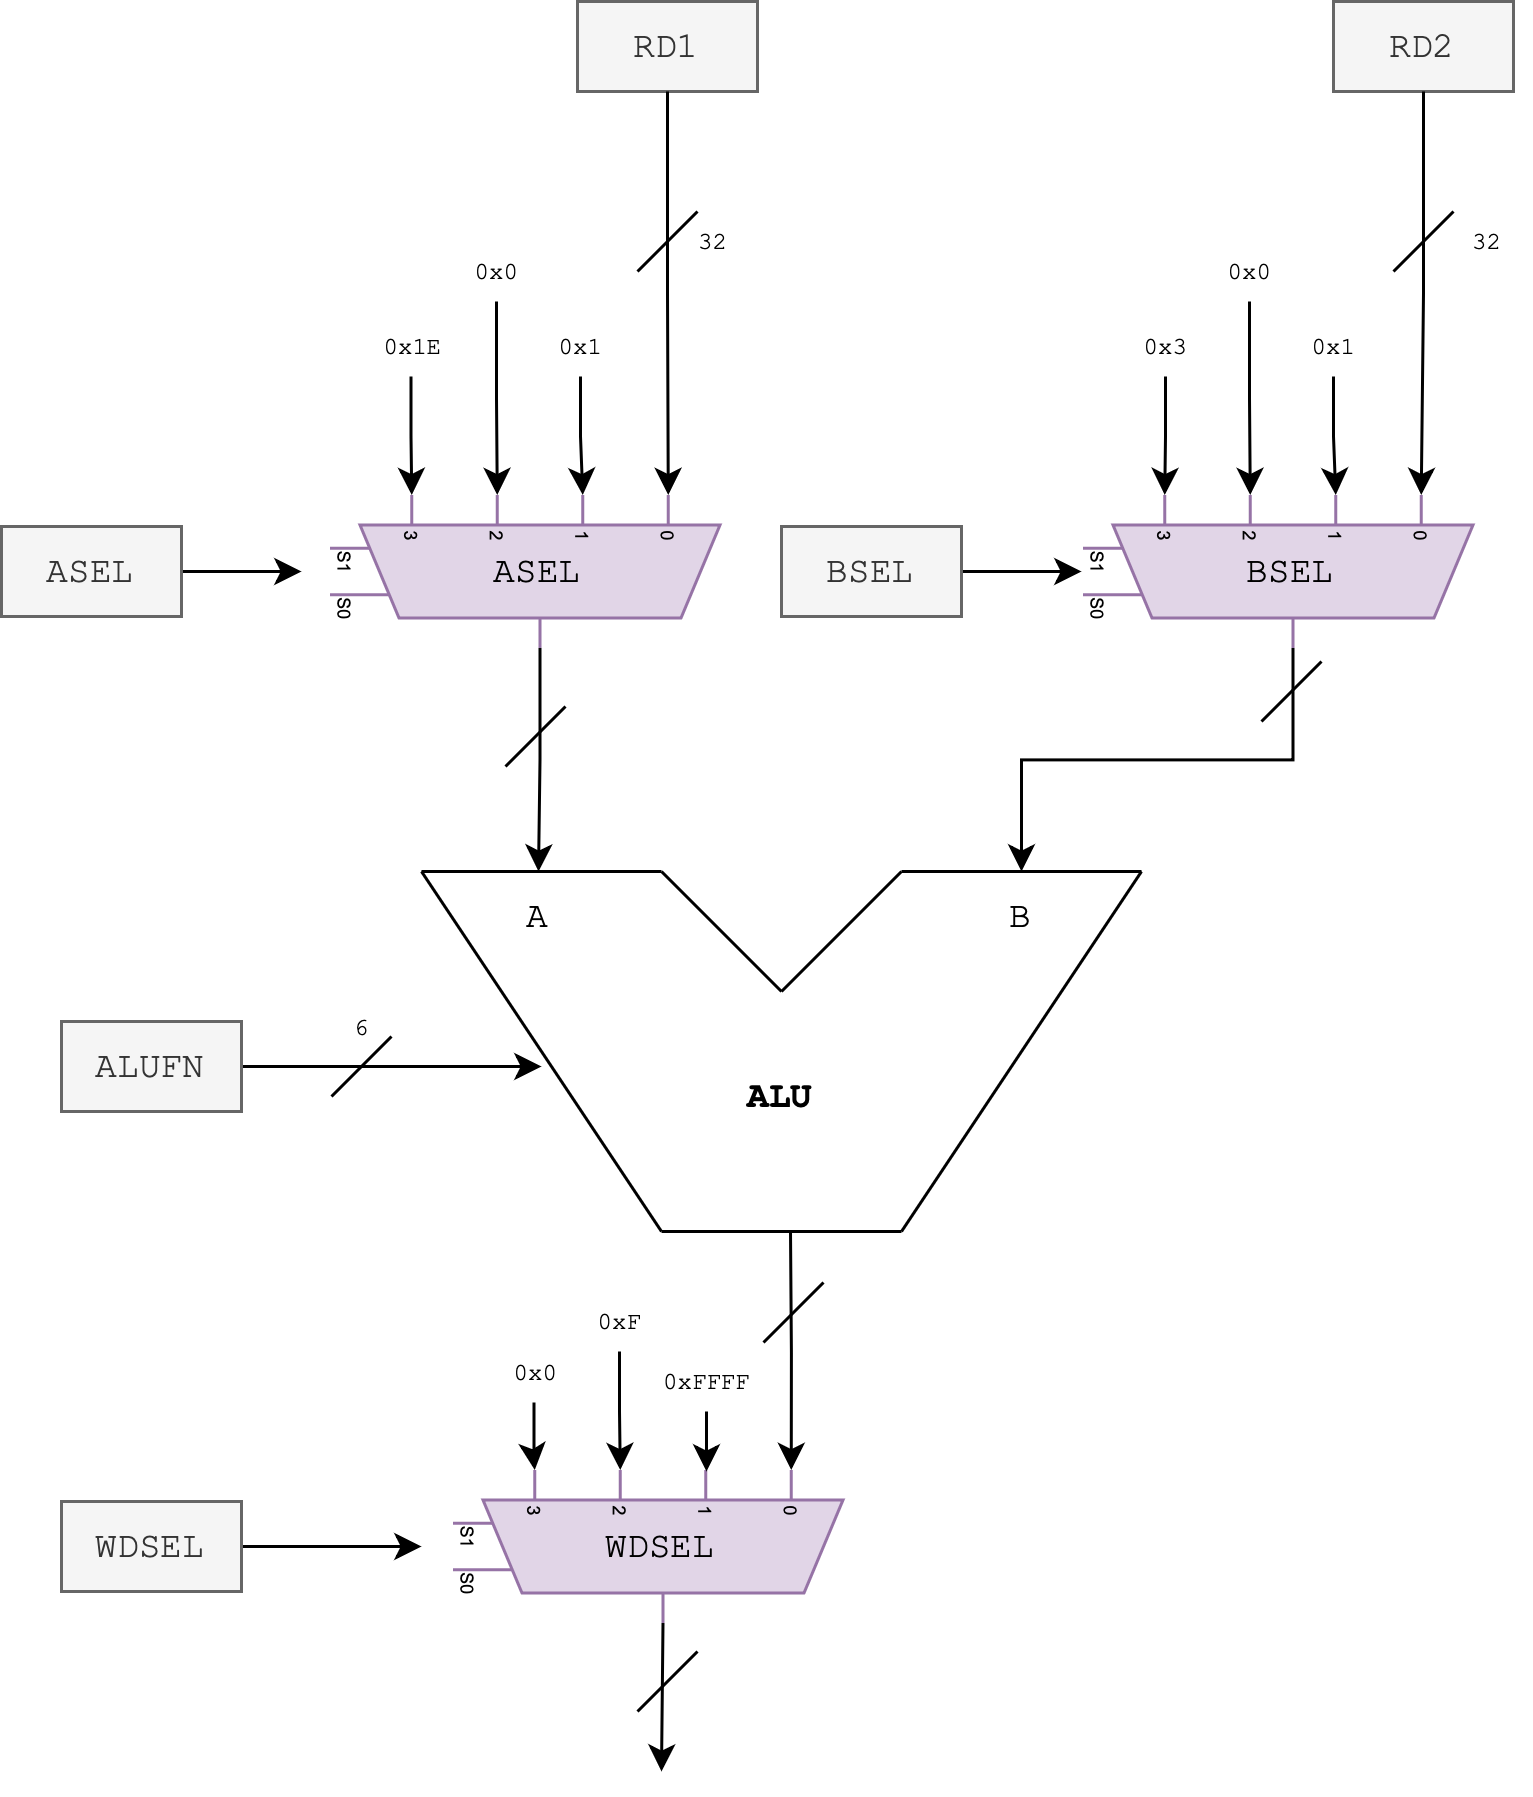 RD1
RD2
32
32
0x0
0x0
0x1E
0x1
0x3
0x1
3 2 1 0
3 2 1 0
ASEL
S1
ASEL
S0
BSEL
S1
BSEL
S0
A
B
6
ALUFN
ALU
0xF
0x0
0xFFFF
3 2 1 0
WDSEL
S1
WDSEL
S0